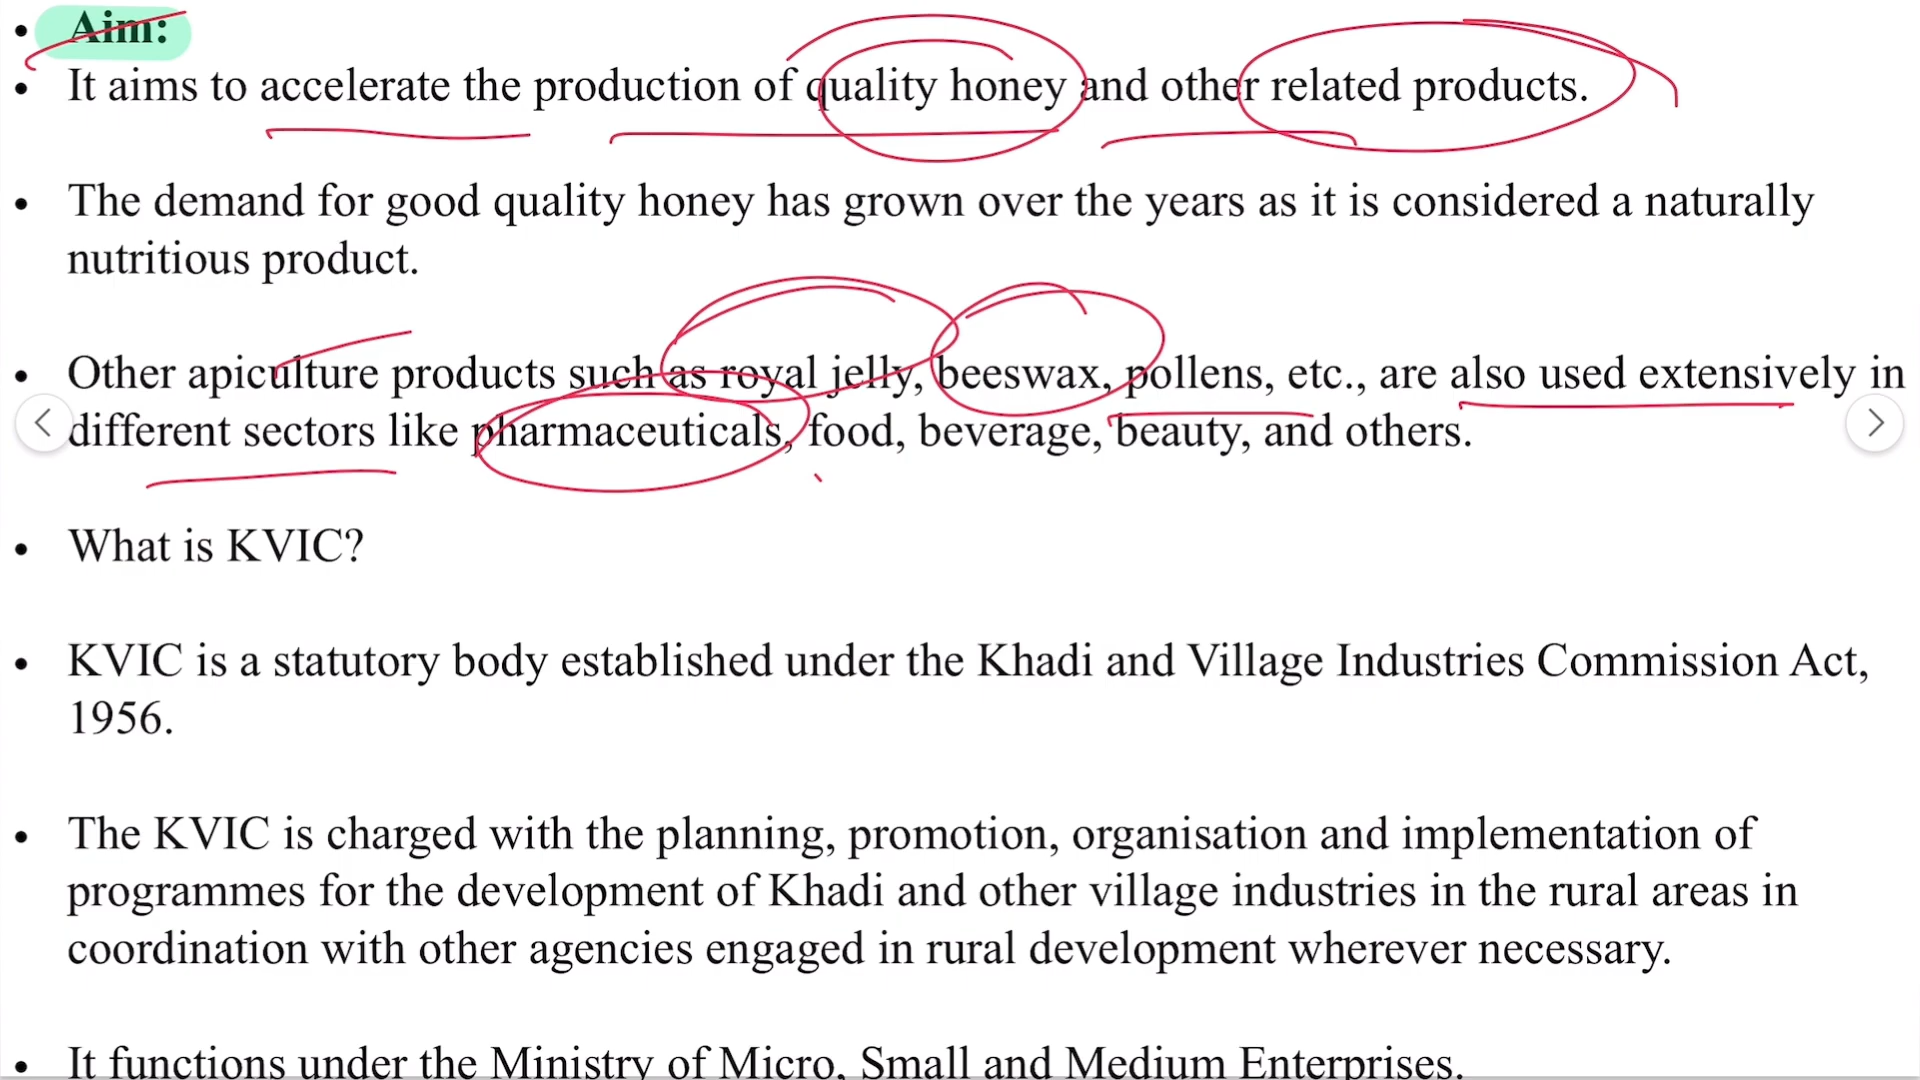 • Aim:
• It aims to accelerate the production of quality honey and other related products.
• The demand for good quality honey has grown over the years as it is considered a naturally
nutritious product.
• Other apiculture products such as royal jelly, beeswax, pollens, etc., are also used extensively in
different sectors like pharmaceuticals, food, beverage, beauty, and others.
• What is KVIC?
• KVIC is a statutory body established under the Khadi and Village Industries Commission Act,
1956.
• The KVIC is charged with the planning, promotion, organisation and implementation of
programmes for the development of Khadi and other village industries in the rural areas in
coordination with other agencies engaged in rural development wherever necessary.
• It functions under the Ministry of Micro, Small and Medium Enterprises.